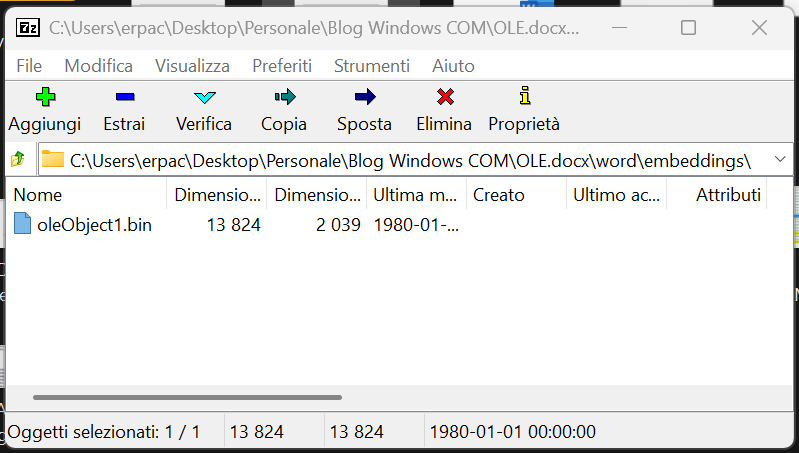 C:\Users\erpac\Desktop\Personale\Blog Windows COM\OLE.docx...
File Modifica Visualizza Preferiti Strumenti Aiuto
Aggiungi Estrai Verifica Copia Sposta Elimina Proprietà
C:\Users\erpac\Desktop\Personale\Blog Windows COM\OLE.docx\word\embeddings\
Nome Dimensio... Dimensio... Ultima m... Creato Ultimo ac... Attributi
oleObject1.bin 13 824 2 039 1980-01-...
Oggetti selezionati: 1 / 1 13 824 13 824 1980-01-01 00:00:00